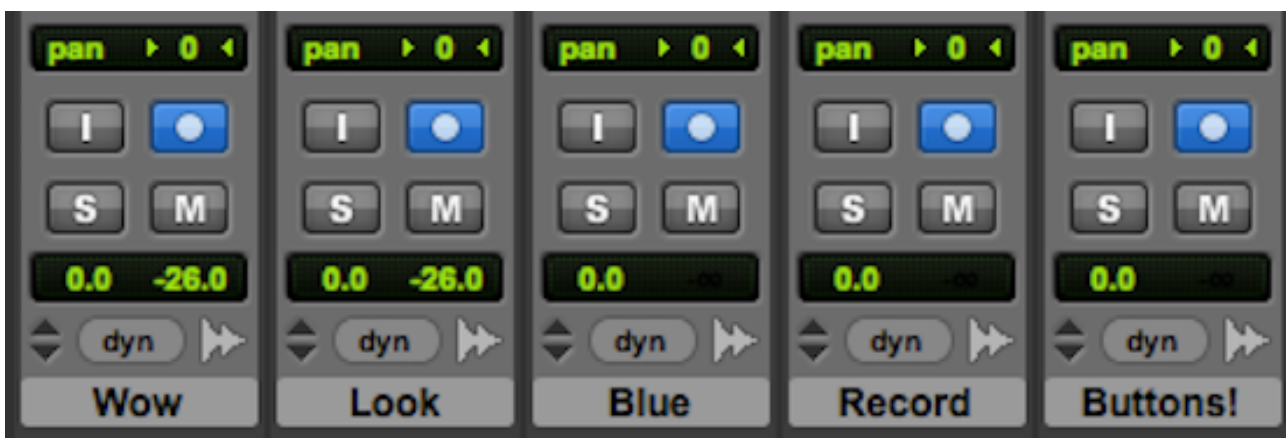 pan 0 pan 0 pan 0 pan 0 pan 0
I I I I I
S M S M S M S M S M
0.0 -26.0 0.0 -26.0 0.0 -∞ 0.0 -∞ 0.0 -∞
dyn dyn dyn dyn dyn
Wow Look Blue Record Buttons!